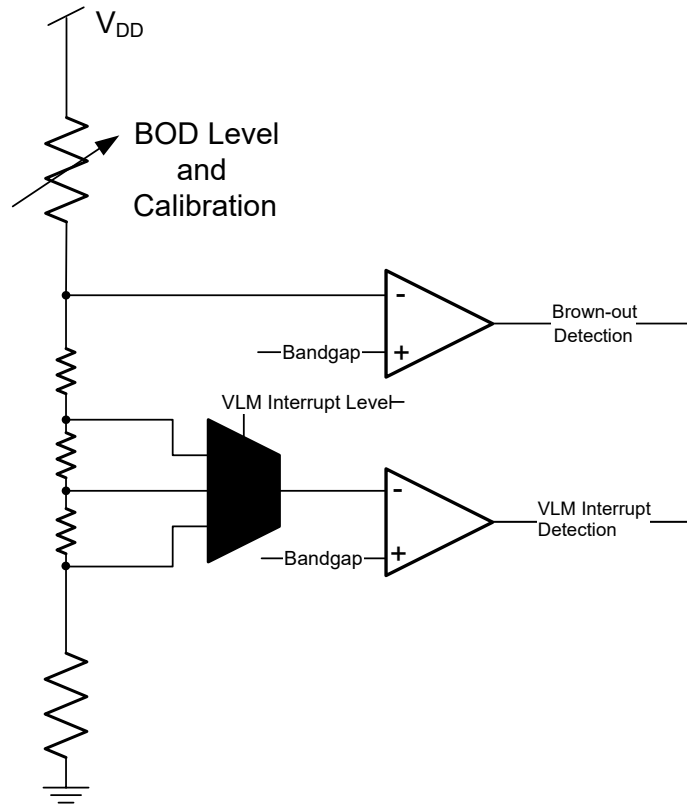 VDD
BOD Level
and
Calibration
-
+
Bandgap
Brown-out
Detection
VLM Interrupt Level
-
+
Bandgap
VLM Interrupt
Detection